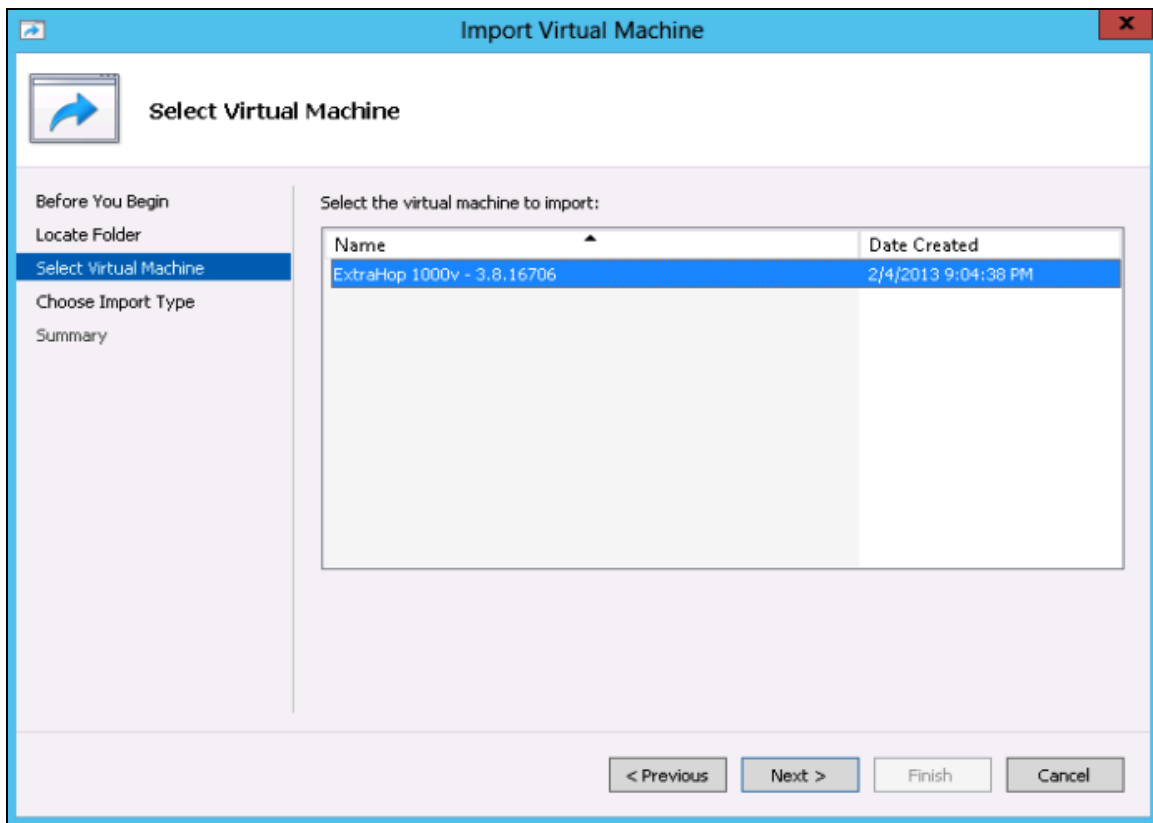 Import Virtual Machine
x
Select Virtual Machine
Before You Begin
Locate Folder
Select Virtual Machine
Choose Import Type
Summary
Select the virtual machine to import:
Name Date Created
ExtraHop 1000v - 3.8.16706 2/4/2013 9:04:38 PM
< Previous Next > Finish Cancel